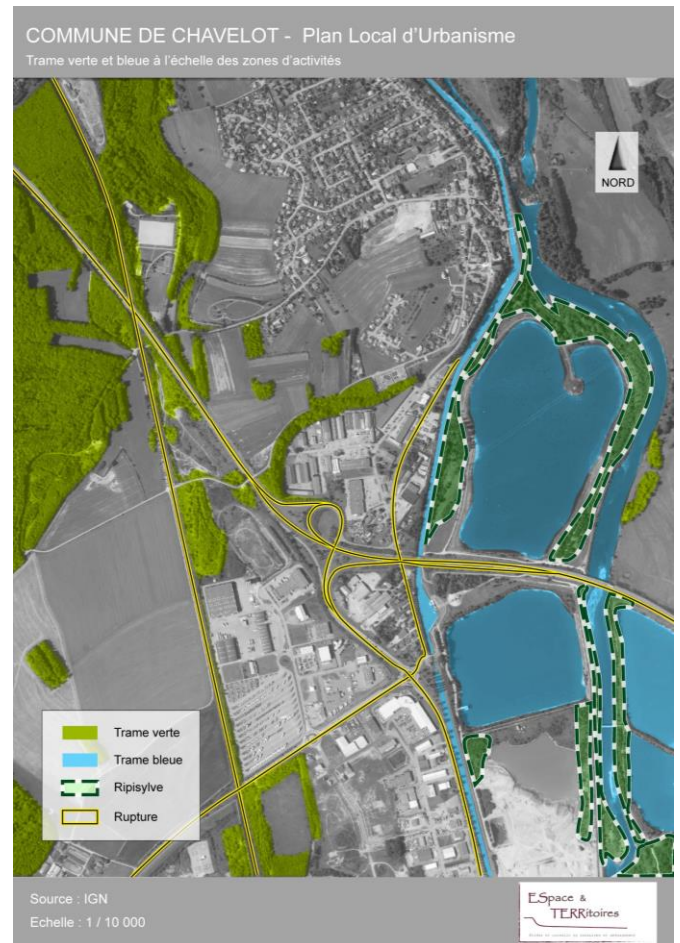 COMMUNE DE CHAVELOT - Plan Local d'Urbanisme
Trame verte et bleue à l'échelle des zones d'activités
NORD
Trame verte
Trame bleue
Ripisylve
Rupture
Source : IGN
Echelle : 1 / 10 000
ESpace &
TERRitoires